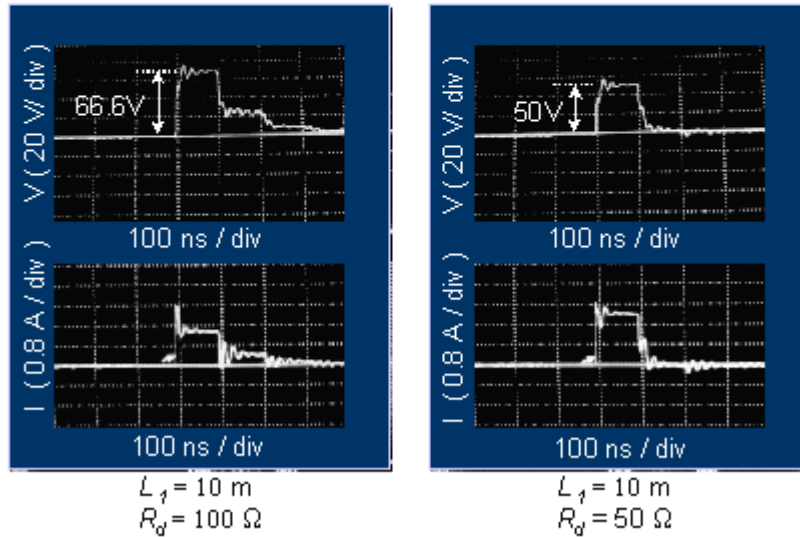 V (20 V/ div)
66.6V
100 ns / div
I (0.8 A / div)
100 ns / div
L1 = 10 m
Rd = 100 Ω
V (20 V/ div)
50V
100 ns / div
I (0.8 A / div)
100 ns / div
L1 = 10 m
Rd = 50 Ω